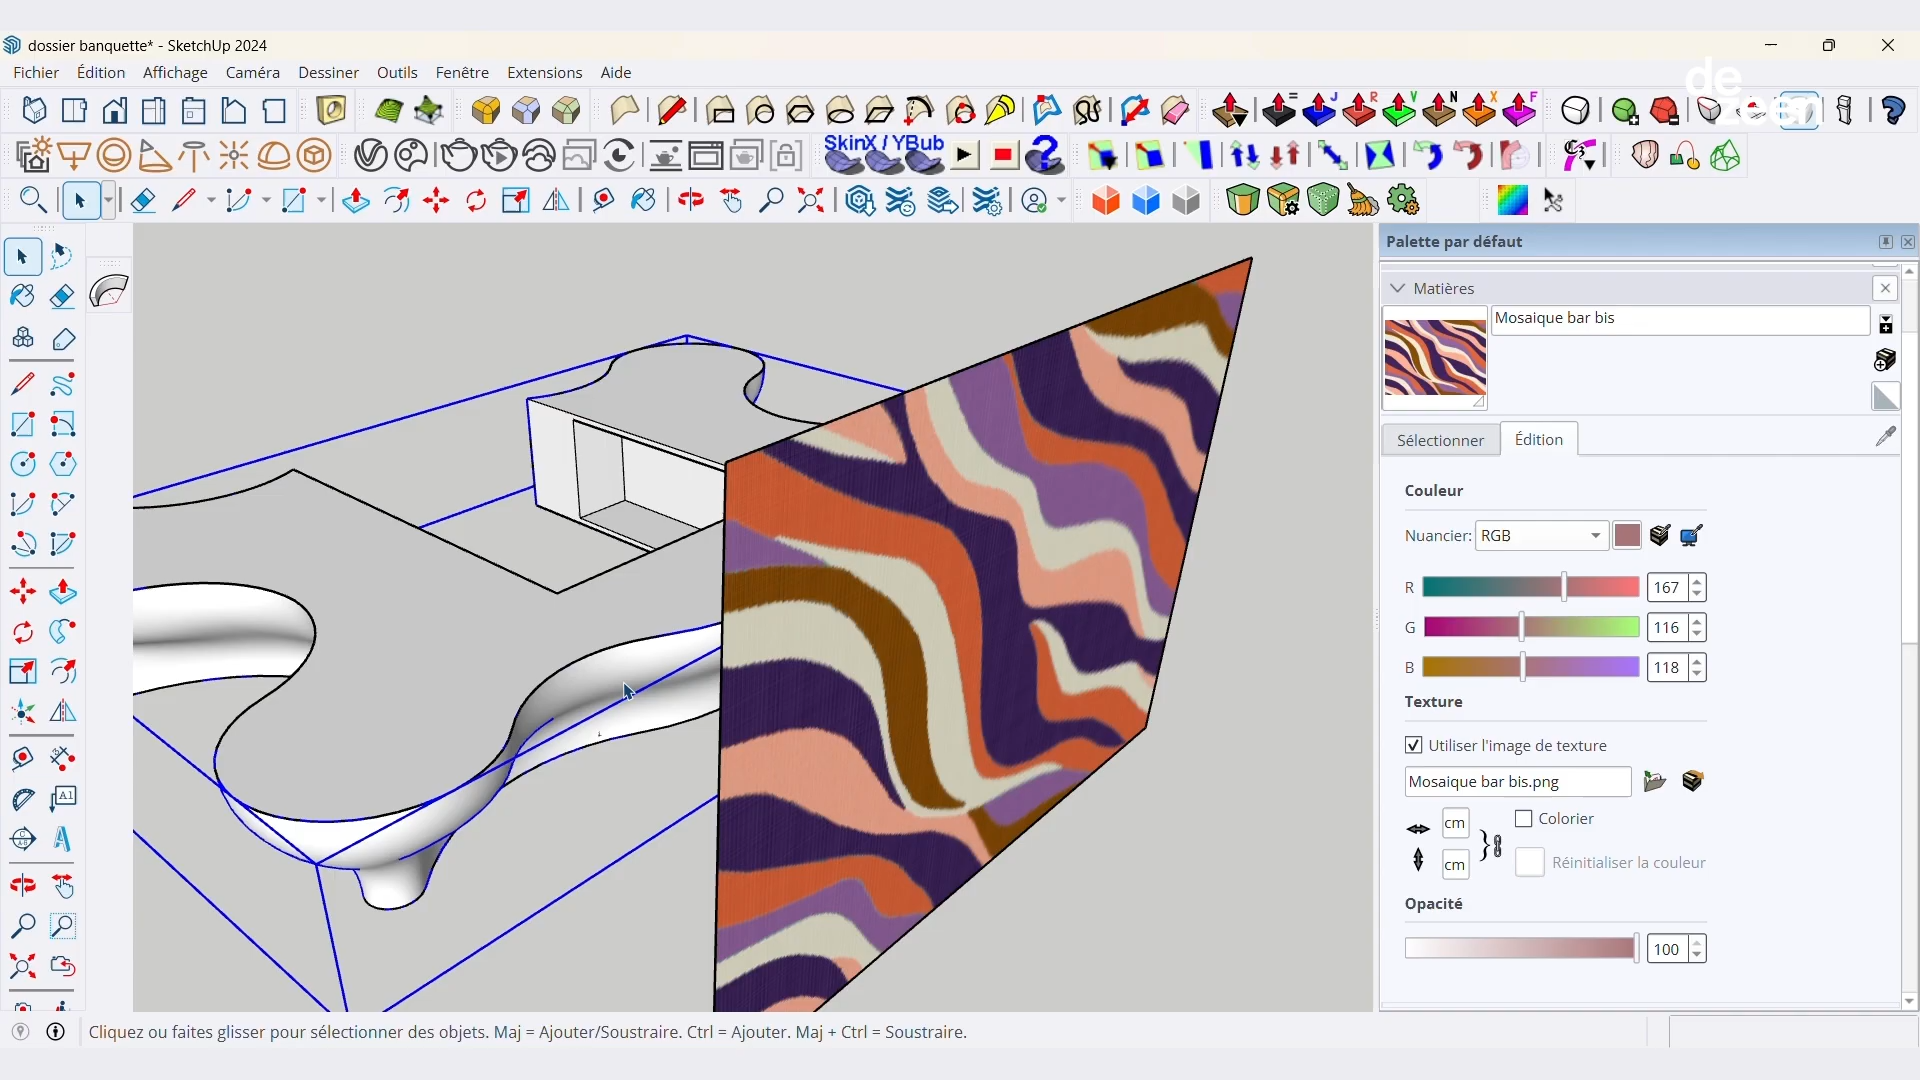 dossier banquette* - SketchUp 2024
Fichier Édition Affichage Caméra Dessiner Outils Fenêtre Extensions Aide
de
zeen
= J R V N X F
SkinX / YBub
Palette par défaut
Matières
Mosaique bar bis
Sélectionner Édition
Couleur
Nuancier: RGB
R 167
G 116
B 118
Texture
Utiliser l'image de texture
Mosaique bar bis.png
cm Colorier
cm Réinitialiser la couleur
Opacité
100
A1
Cliquez ou faites glisser pour sélectionner des objets. Maj = Ajouter/Soustraire. Ctrl = Ajouter. Maj + Ctrl = Soustraire.